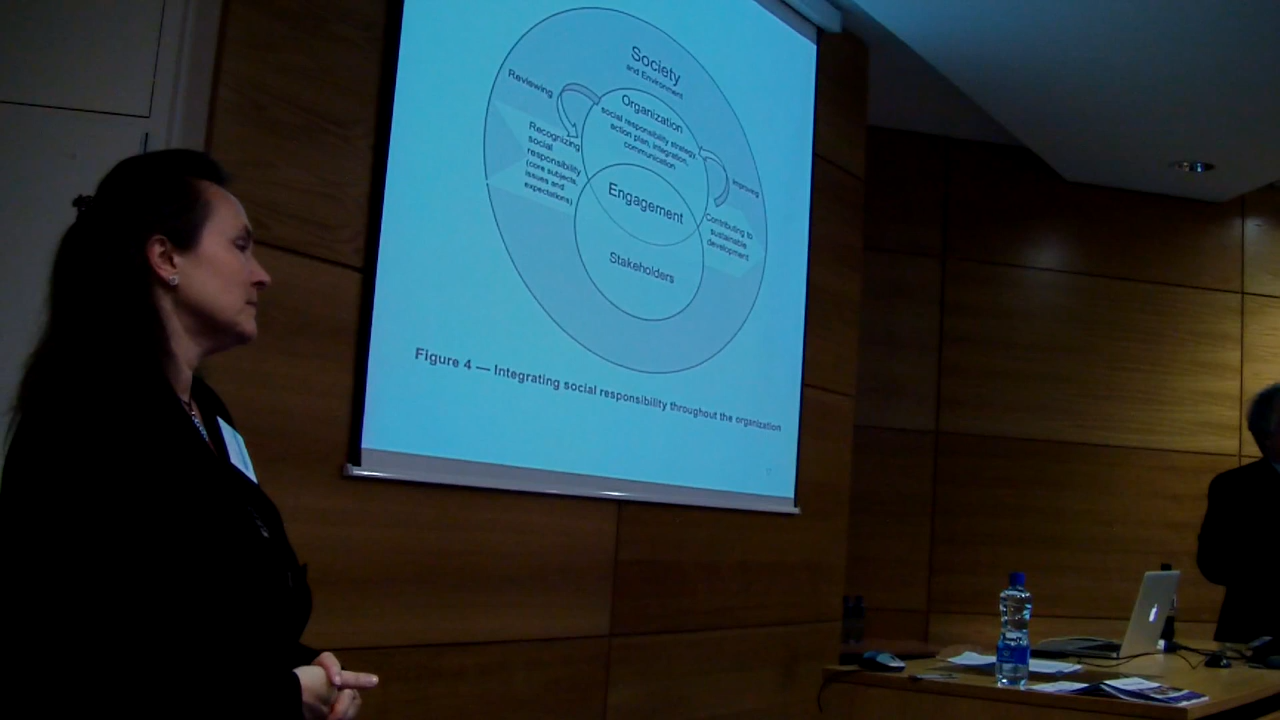 Society
and Environment
Reviewing
Organization
social responsibility strategy,
action plan, integration,
communication
Recognizing
social
responsibility
(core subjects,
issues and
expectations)
Improving
Engagement
Contributing to
sustainable
development
Stakeholders
Figure 4 — Integrating social responsibility throughout the organization